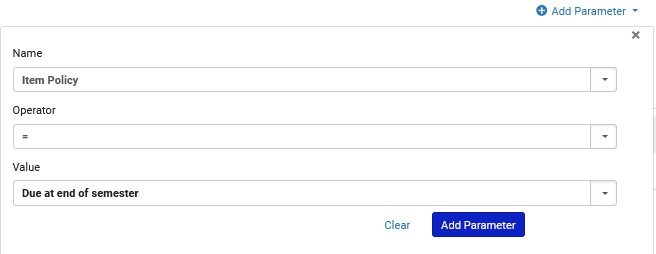 Add Parameter
Name
Item Policy
Operator
=
Value
Due at end of semester
Clear Add Parameter